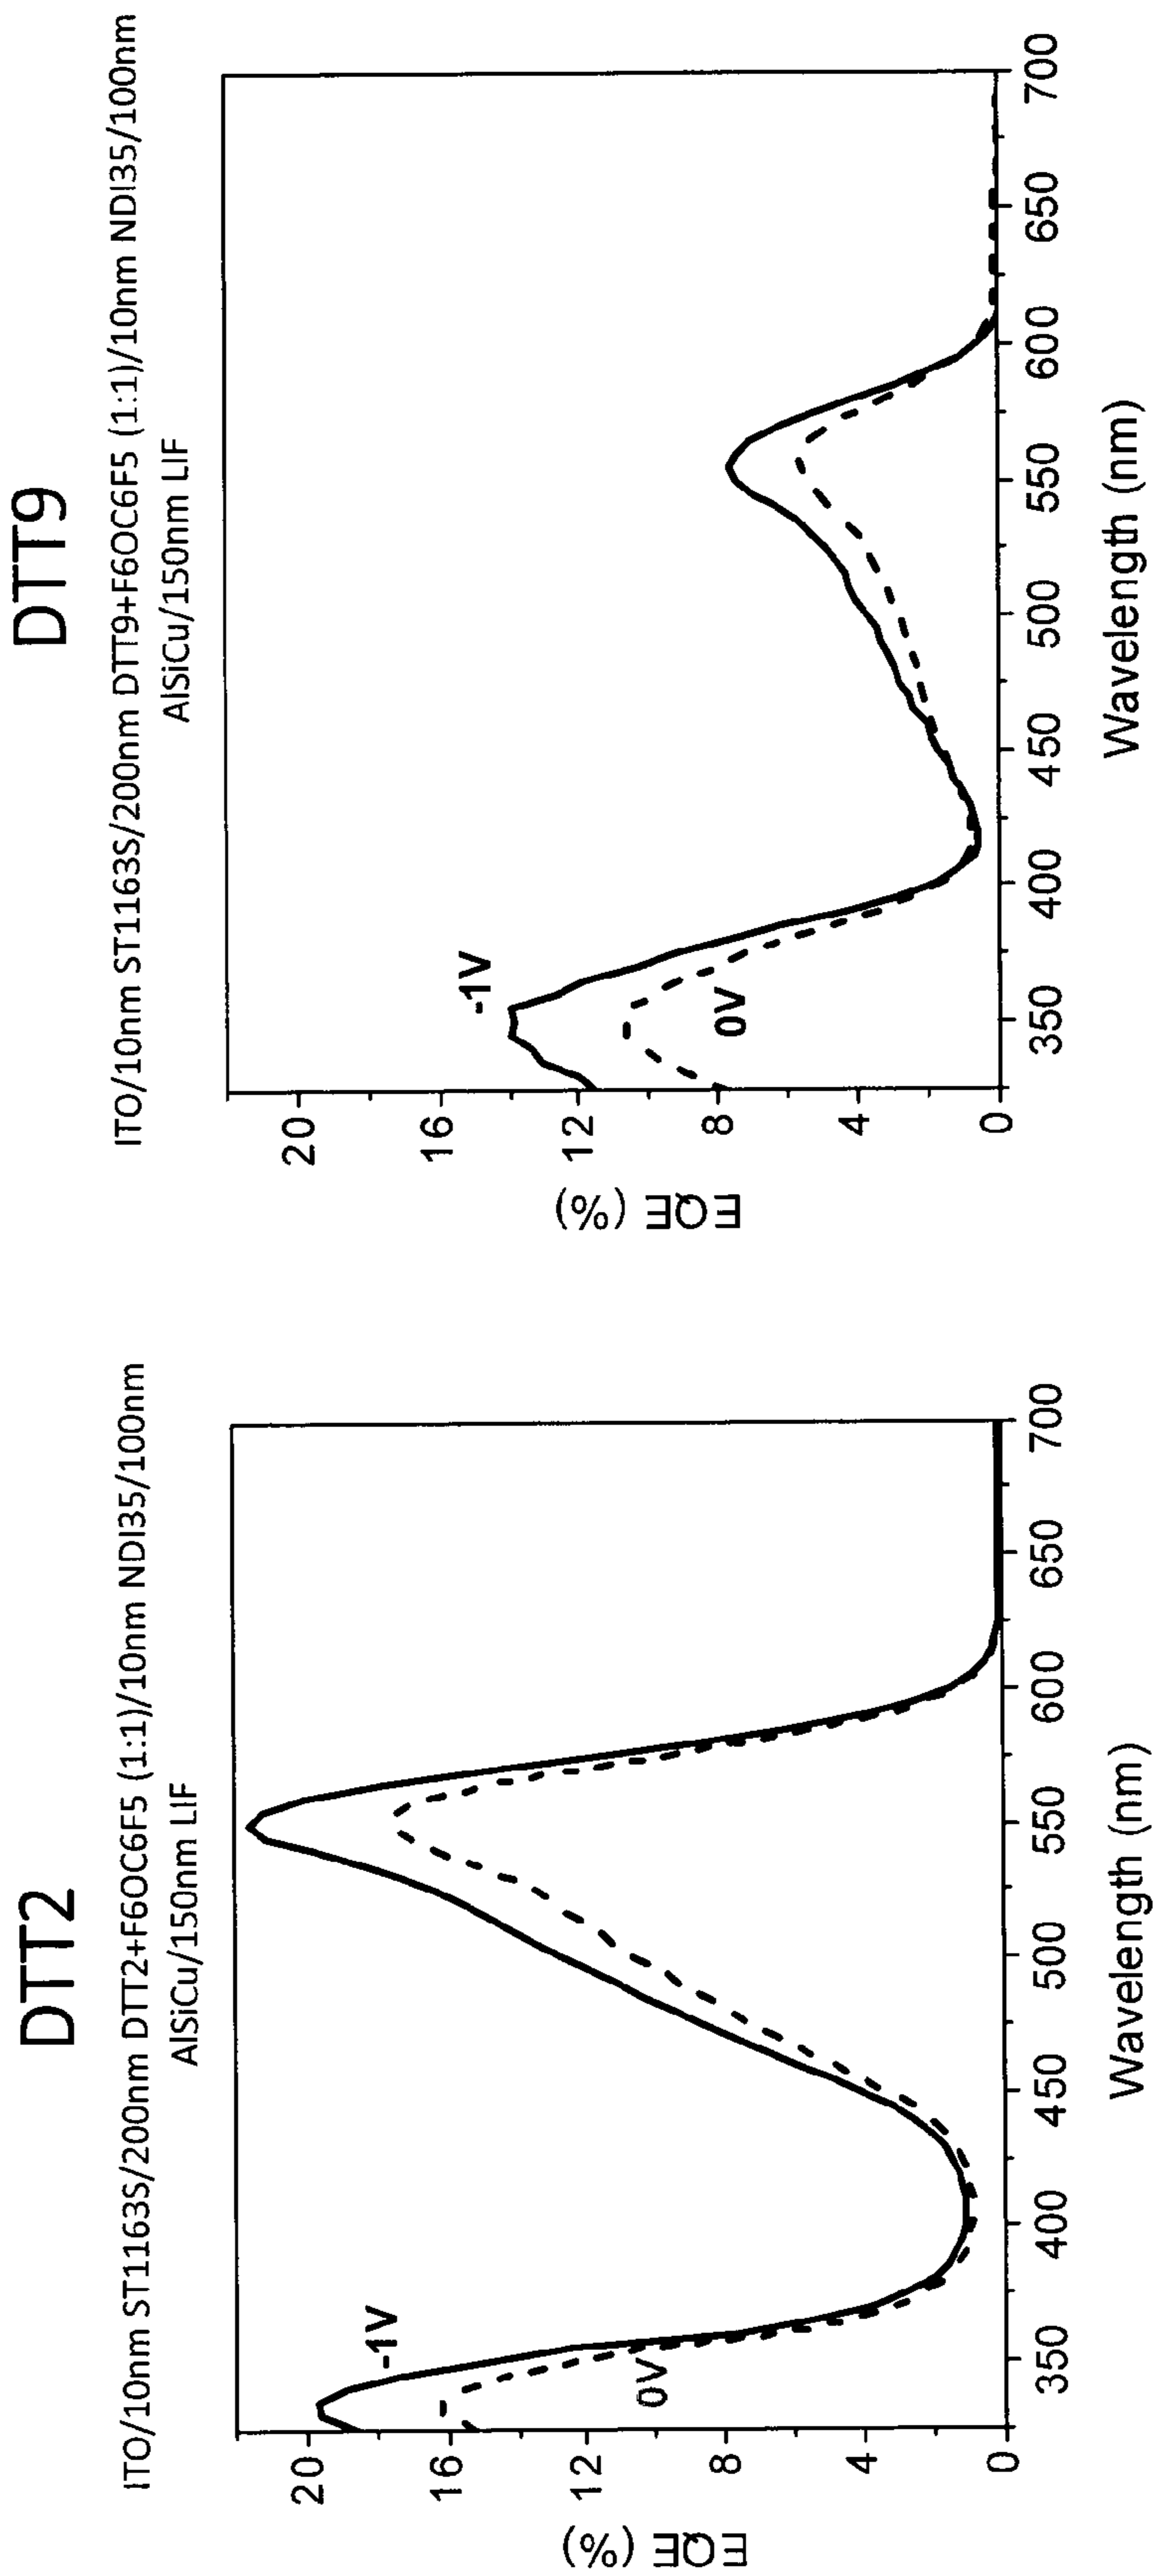 DTT2
ITO/10nm ST1163S/200nm DTT2+F6OC6F5 (1:1)/10nm NDI35/100nm
AlSiCu/150nm LIF
EQE (%)
20
16
12
8
4
0
-1V
0V
350
400
450
500
550
600
650
700
Wavelength (nm)
DTT9
ITO/10nm ST1163S/200nm DTT9+F6OC6F5 (1:1)/10nm NDI35/100nm
AlSiCu/150nm LIF
EQE (%)
20
16
12
8
4
0
-1V
0V
350
400
450
500
550
600
650
700
Wavelength (nm)